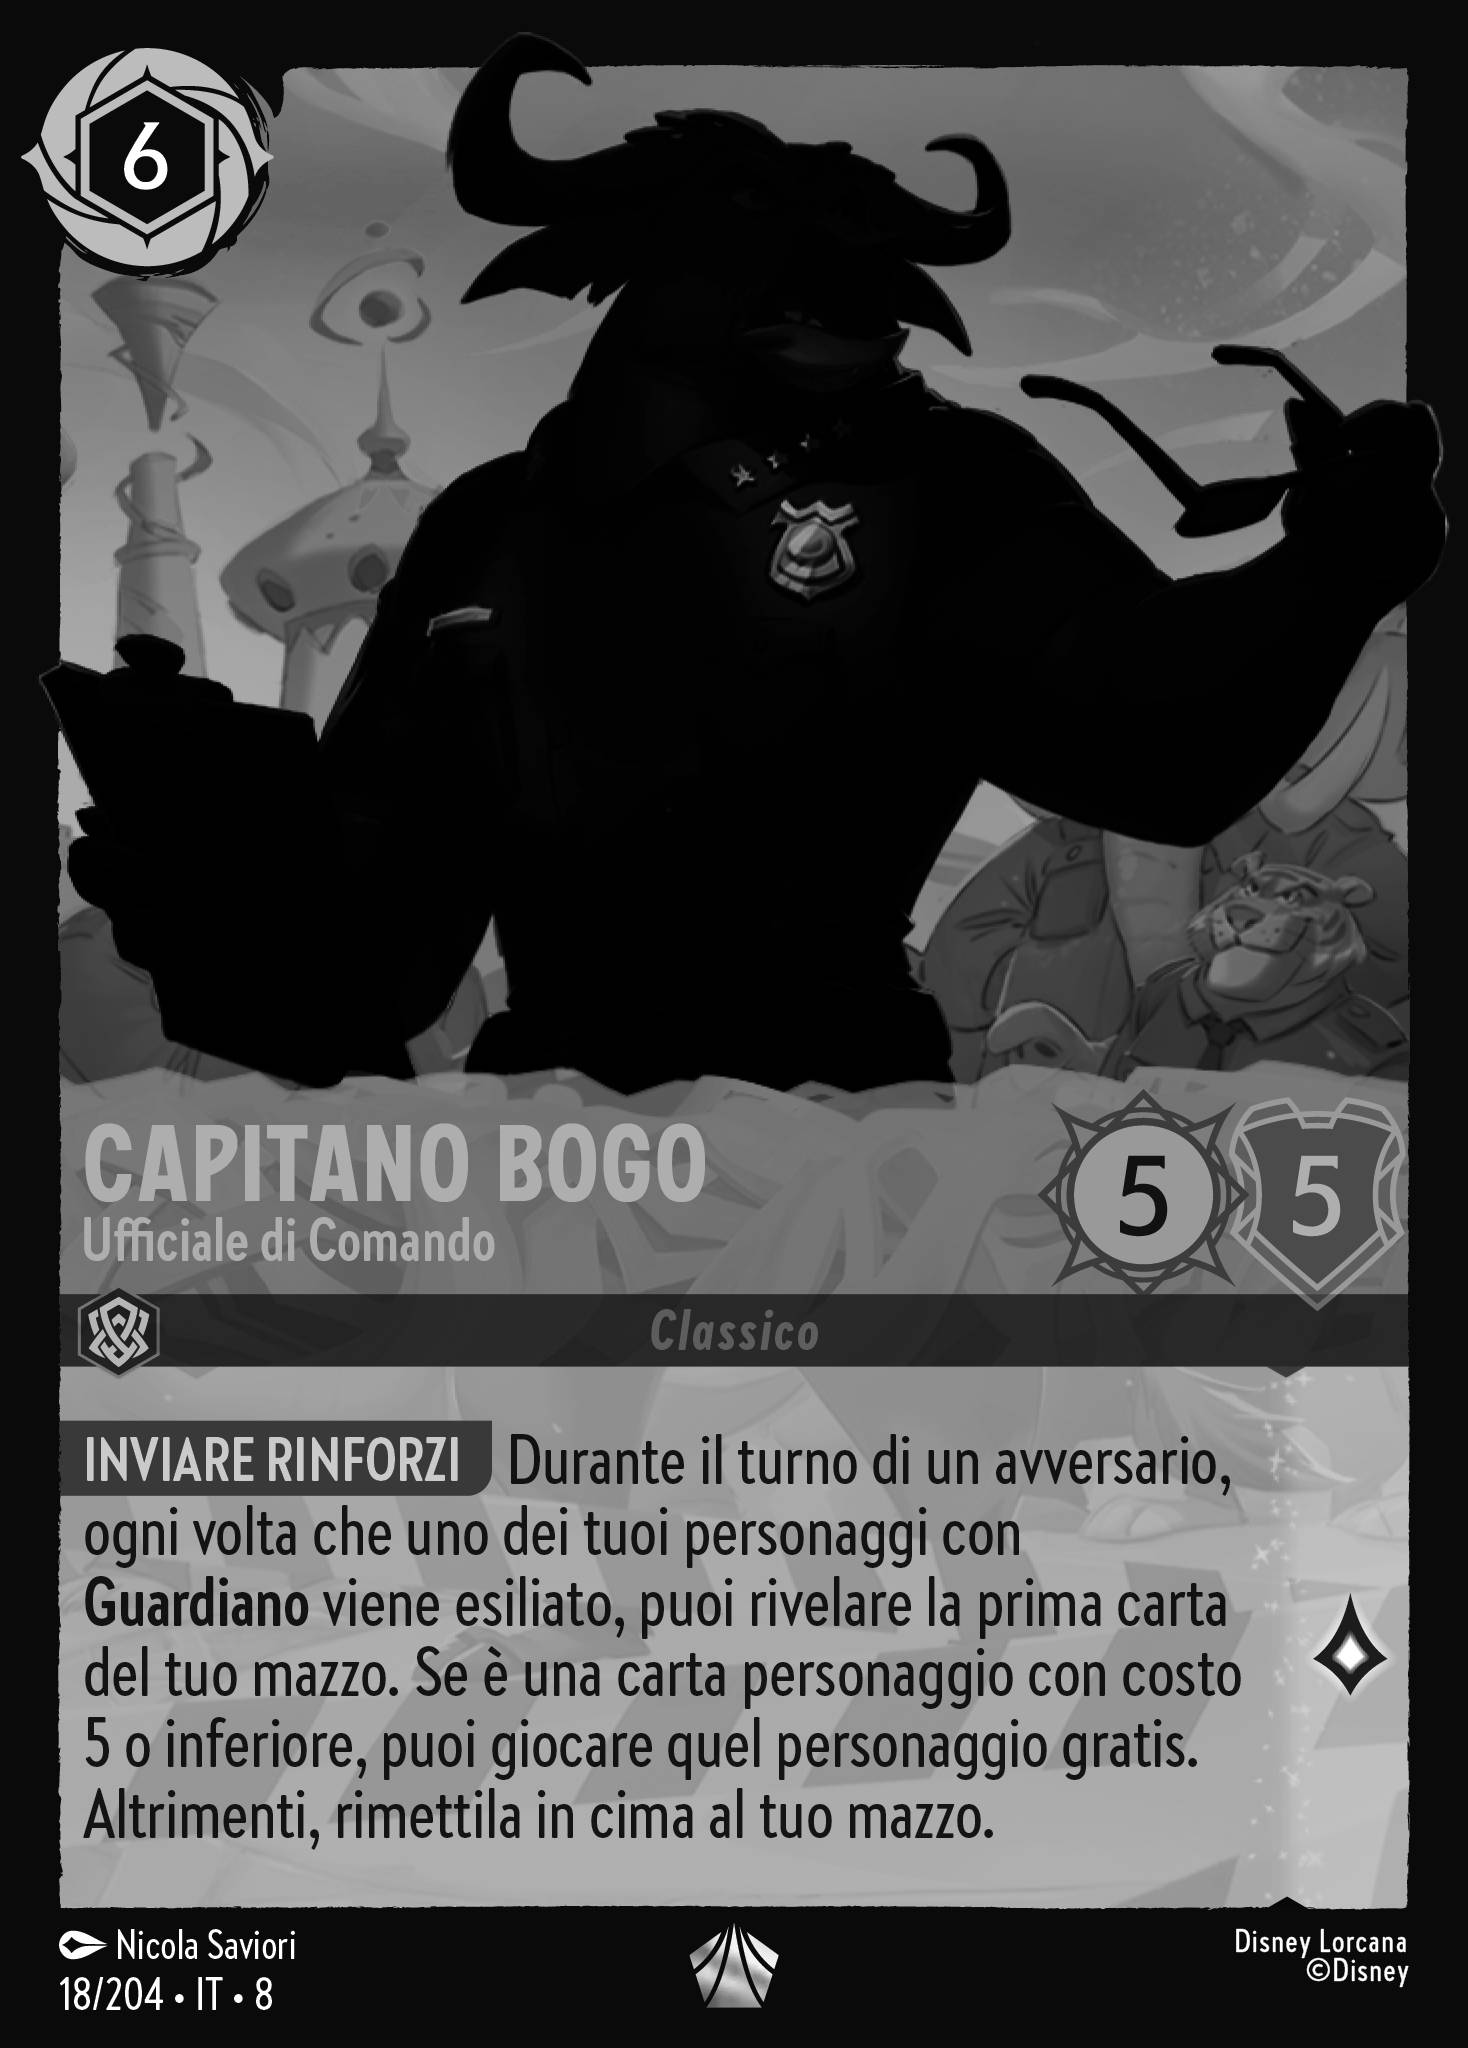 6
CAPITANO BOGO
Ufficiale di Comando
5
5
Classico
INVIARE RINFORZI Durante il turno di un avversario,
ogni volta che uno dei tuoi personaggi con
Guardiano viene esiliato, puoi rivelare la prima carta
del tuo mazzo. Se è una carta personaggio con costo
5 o inferiore, puoi giocare quel personaggio gratis.
Altrimenti, rimettila in cima al tuo mazzo.
Nicola Saviori
18/204 • IT • 8
Disney Lorcana
©Disney